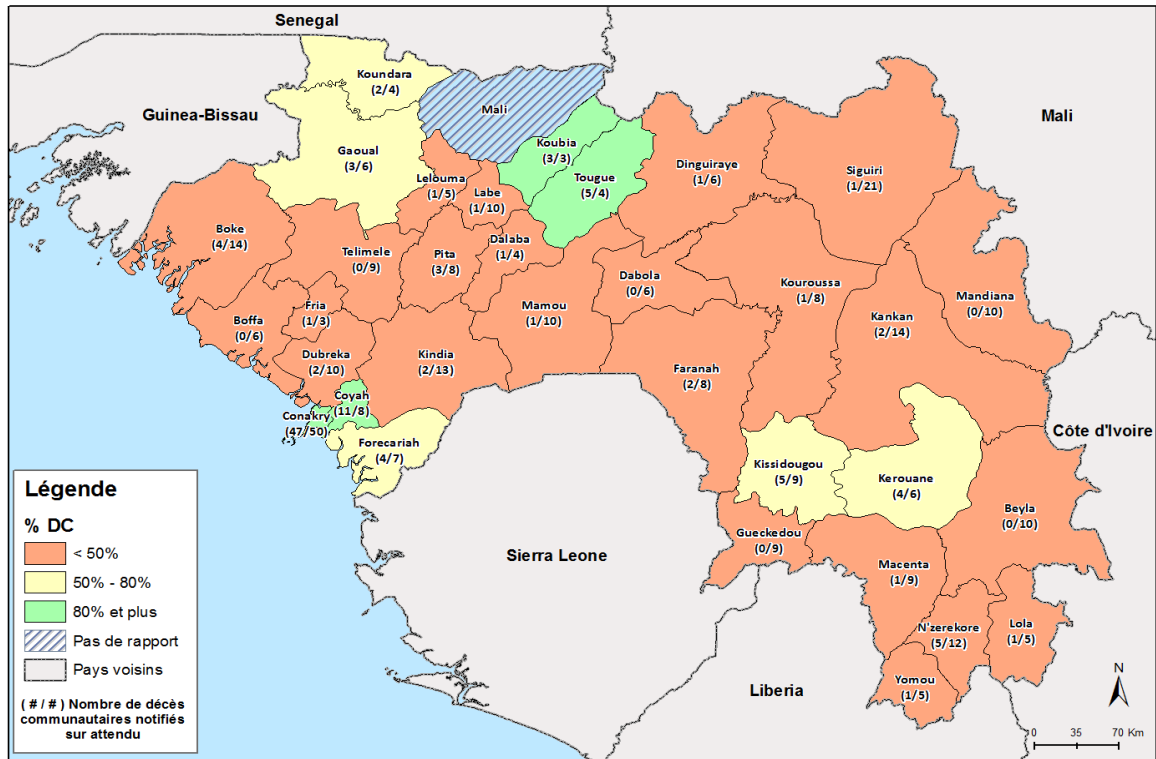 Senegal
Koundara
(2/4)
Guinea-Bissau
Mali
Mali
Gaoual
(3/6)
Koubia
(3/3)
Tougue
(5/4)
Dinguiraye
(1/6)
Siguiri
(1/21)
Lelouma
(1/5)
Labe
(1/10)
Boke
(4/14)
Telimele
(0/9)
Pita
(3/8)
Dalaba
(1/4)
Dabola
(0/6)
Kouroussa
(1/8)
Mandiana
(0/10)
Fria
(1/3)
Boffa
(0/6)
Mamou
(1/10)
Kankan
(2/14)
Dubreka
(2/10)
Kindia
(2/13)
Faranah
(2/8)
Coyah
(11/8)
Conakry
(47/50)
Forecariah
(4/7)
Côte d'Ivoire
Kissidougou
(5/9)
Kerouane
(4/6)
Beyla
(0/10)
Gueckedou
(0/9)
Sierra Leone
Macenta
(1/9)
N'zerekore
(5/12)
Lola
(1/5)
Yomou
(1/5)
Liberia
Légende
% DC
< 50%
50% - 80%
80% et plus
Pas de rapport
Pays voisins
( # / # ) Nombre de décès
communautaires notifiés
sur attendu
N
0 35 70 Km